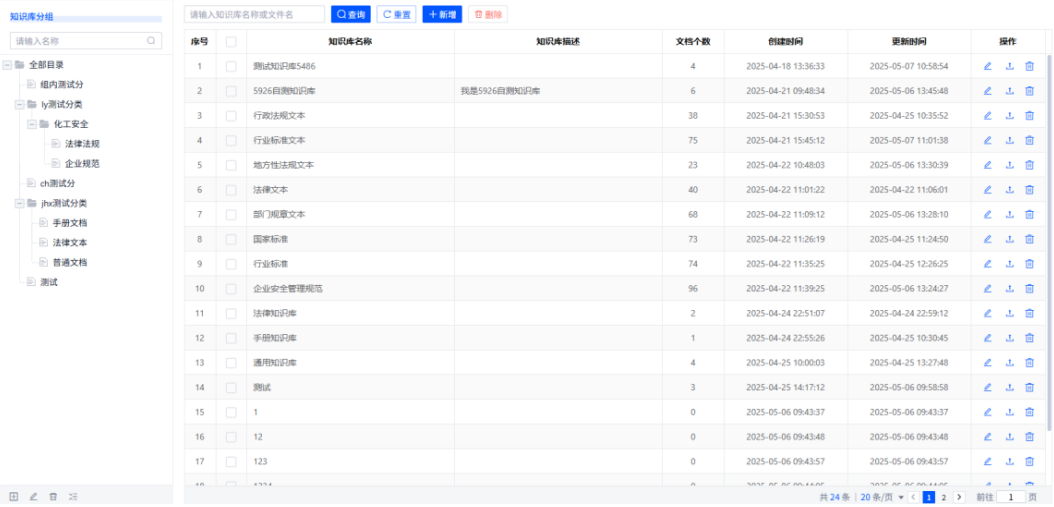 知识库分组
请输入名称
全部目录
组内测试分
ly测试分类
化工安全
法律法规
企业规范
ch测试分
jhx测试分类
手册文档
法律文本
普通文档
测试
请输入知识库名称或文件名 查询 重置 新增 删除
序号 知识库名称 知识库描述 文档个数 创建时间 更新时间 操作
1 测试知识库5486 4 2025-04-18 13:36:33 2025-05-07 10:58:54
2 5926自测知识库 我是5926自测知识库 6 2025-04-21 09:48:34 2025-05-06 13:45:48
3 行政法规文本 38 2025-04-21 15:30:53 2025-04-25 10:35:52
4 行业标准文本 75 2025-04-21 15:45:12 2025-05-07 11:01:38
5 地方性法规文本 23 2025-04-22 10:48:03 2025-05-06 13:30:39
6 法律文本 40 2025-04-22 11:01:22 2025-04-22 11:06:01
7 部门规章文本 68 2025-04-22 11:09:12 2025-05-06 13:28:10
8 国家标准 73 2025-04-22 11:26:19 2025-04-25 11:24:50
9 行业标准 74 2025-04-22 11:35:25 2025-04-25 12:26:25
10 企业安全管理规范 96 2025-04-22 11:39:25 2025-05-06 13:24:27
11 法律知识库 2 2025-04-24 22:51:07 2025-04-24 22:59:12
12 手册知识库 1 2025-04-24 22:55:26 2025-04-25 10:30:45
13 通用知识库 4 2025-04-25 10:00:03 2025-04-25 13:27:48
14 测试 3 2025-04-25 14:17:12 2025-05-06 09:58:58
15 1 0 2025-05-06 09:43:37 2025-05-06 09:43:37
16 12 0 2025-05-06 09:43:48 2025-05-06 09:43:48
17 123 0 2025-05-06 09:43:57 2025-05-06 09:43:57
共 24 条 20 条/页 1 2 前往 1 页